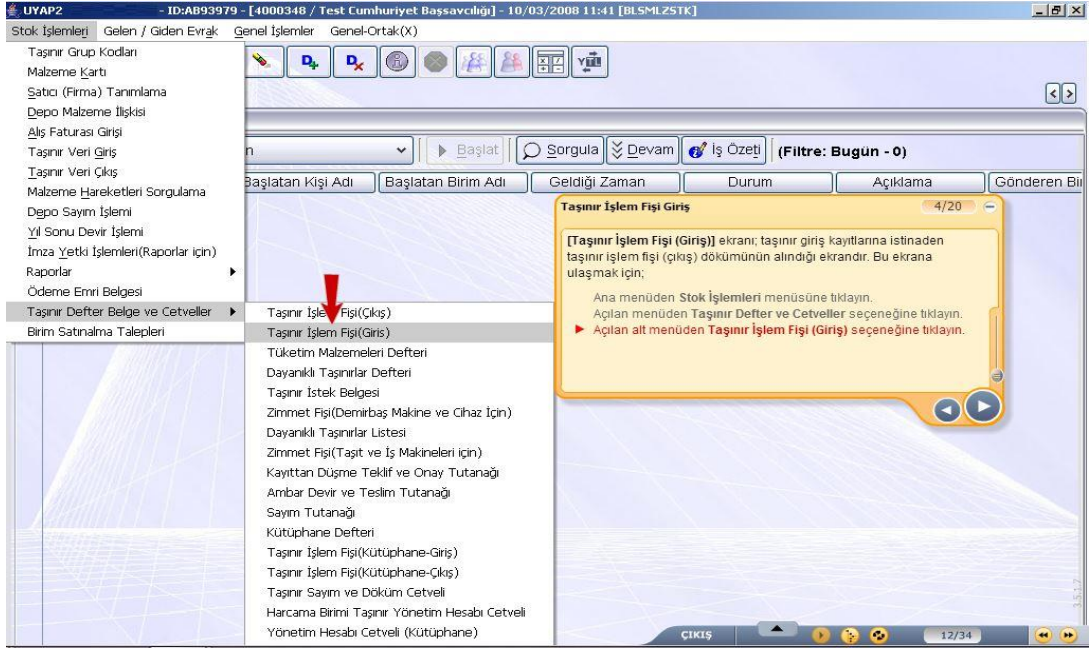 UYAP2 - ID:AB93979 - [4000348 / Test Cumhuriyet Başsavcılığı] - 10/03/2008 11:41 [BLSMLZSTK]
Stok İşlemleri Gelen / Giden Evrak Genel İşlemler Genel-Ortak(X)
Taşınır Grup Kodları
Malzeme Kartı
Satıcı (Firma) Tanımlama
Depo Malzeme İlişkisi
Alış Faturası Girişi
Taşınır Veri Giriş
Taşınır Veri Çıkış
Malzeme Hareketleri Sorgulama
Depo Sayım İşlemi
Yıl Sonu Devir İşlemi
İmza Yetki İşlemleri(Raporlar için)
Raporlar
Ödeme Emri Belgesi
Taşınır Defter Belge ve Cetveller
Birim Satınalma Talepleri
YTL
n Başlat Sorgula Devam İş Özeti (Filtre: Bugün - 0)
Başlatan Kişi Adı Başlatan Birim Adı Geldiği Zaman Durum Açıklama Gönderen Bi
Taşınır İşlem Fişi(Çıkış)
Taşınır İşlem Fişi(Giris)
Tüketim Malzemeleri Defteri
Dayanıklı Taşınırlar Defteri
Taşınır İstek Belgesi
Zimmet Fişi(Demirbaş Makine ve Cihaz İçin)
Dayanıklı Taşınırlar Listesi
Zimmet Fişi(Taşıt ve İş Makineleri için)
Kayıttan Düşme Teklif ve Onay Tutanağı
Ambar Devir ve Teslim Tutanağı
Sayım Tutanağı
Kütüphane Defteri
Taşınır İşlem Fişi(Kütüphane-Giriş)
Taşınır İşlem Fişi(Kütüphane-Çıkış)
Taşınır Sayım ve Döküm Cetveli
Harcama Birimi Taşınır Yönetim Hesabı Cetveli
Yönetim Hesabı Cetveli (Kütüphane)
Taşınır İşlem Fişi Giriş 4/20
[Taşınır İşlem Fişi (Giriş)] ekranı; taşınır giriş kayıtlarına istinaden
taşınır işlem fişi (çıkış) dökümünün alındığı ekrandır. Bu ekrana
ulaşmak için;
Ana menüden Stok İşlemleri menüsüne tıklayın.
Açılan menüden Taşınır Defter ve Cetveller seçeneğine tıklayın.
Açılan alt menüden Taşınır İşlem Fişi (Giriş) seçeneğine tıklayın.
3.5.1.7
ÇIKIŞ 12/34